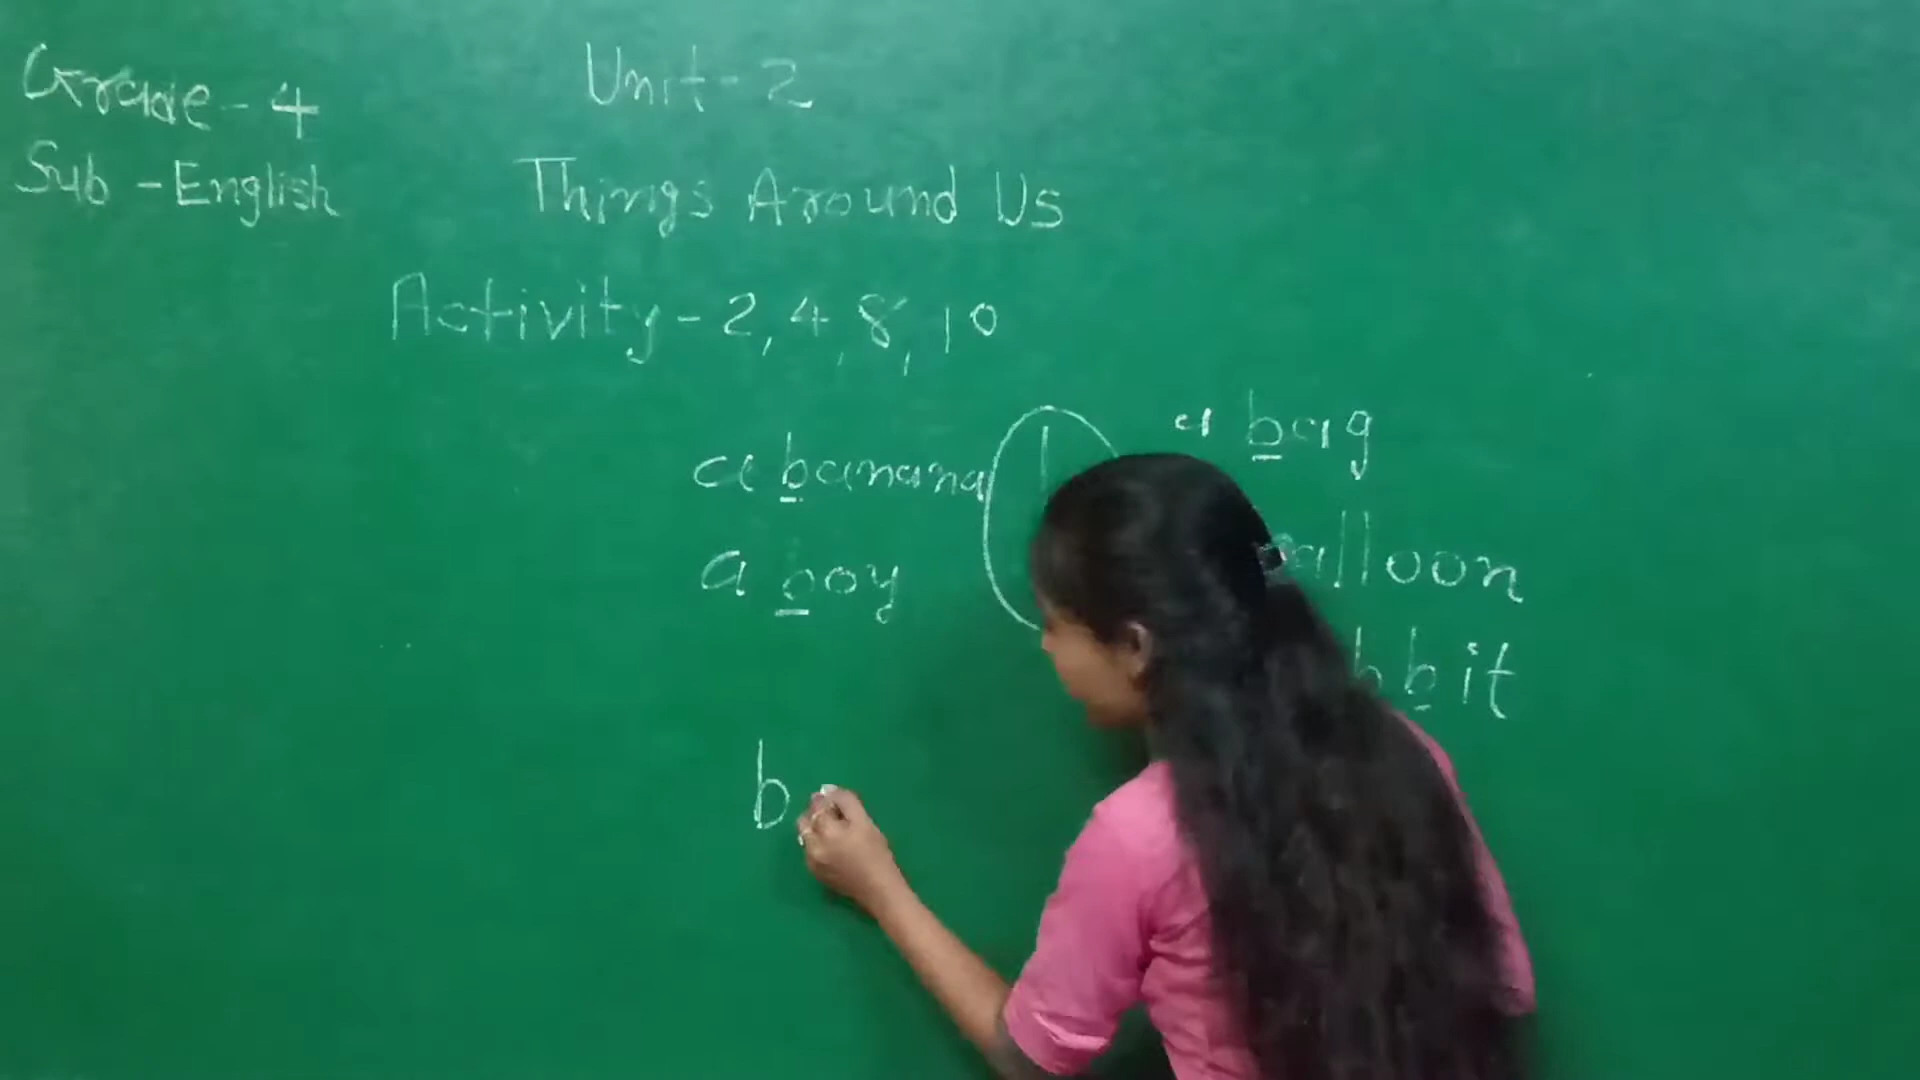 Grade - 4
Sub - English
Unit - 2
Things Around Us
Activity - 2, 4, 8, 10
a banana
a boy
a bag
alloon
bbit
b